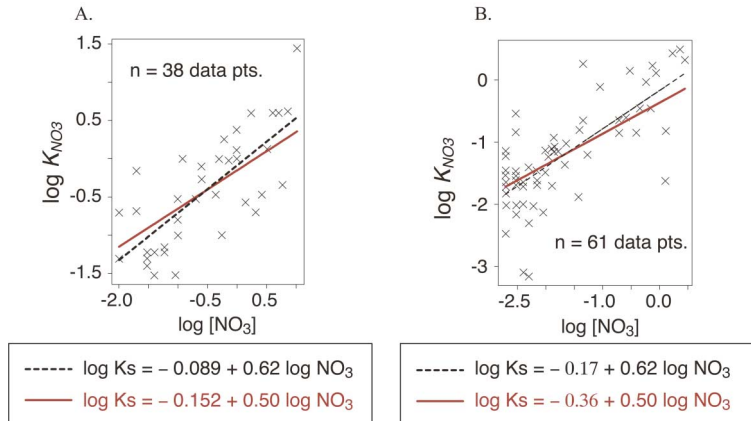 A.
n = 38 data pts.
1.5
0.5
-0.5
-1.5
log K_NO3
-2.0
-0.5
0.5
log [NO₃]
log Ks = – 0.089 + 0.62 log NO₃
log Ks = –0.152 + 0.50 log NO₃
B.
0
-1
-2
-3
log K_NO3
n = 61 data pts.
-2.5
-1.0
0.0
log [NO₃]
log Ks = – 0.17 + 0.62 log NO₃
log Ks = –0.36 + 0.50 log NO₃